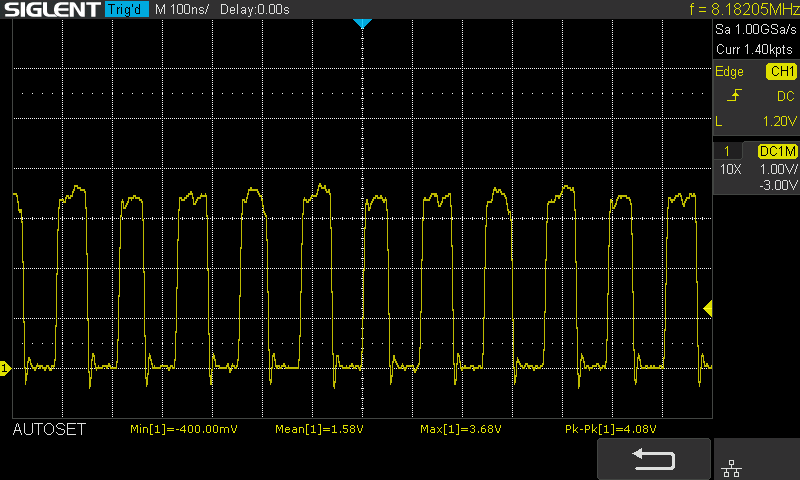 SIGLENT Trig'd M 100ns/ Delay:0.00s f = 8.18205MHz
Sa 1.00GSa/s
Curr 1.40kpts
Edge CH1
DC
L 1.20V
1 DC1M
10X 1.00V/
-3.00V
1
AUTOSET Min[1]=-400.00mV Mean[1]=1.58V Max[1]=3.68V Pk-Pk[1]=4.08V